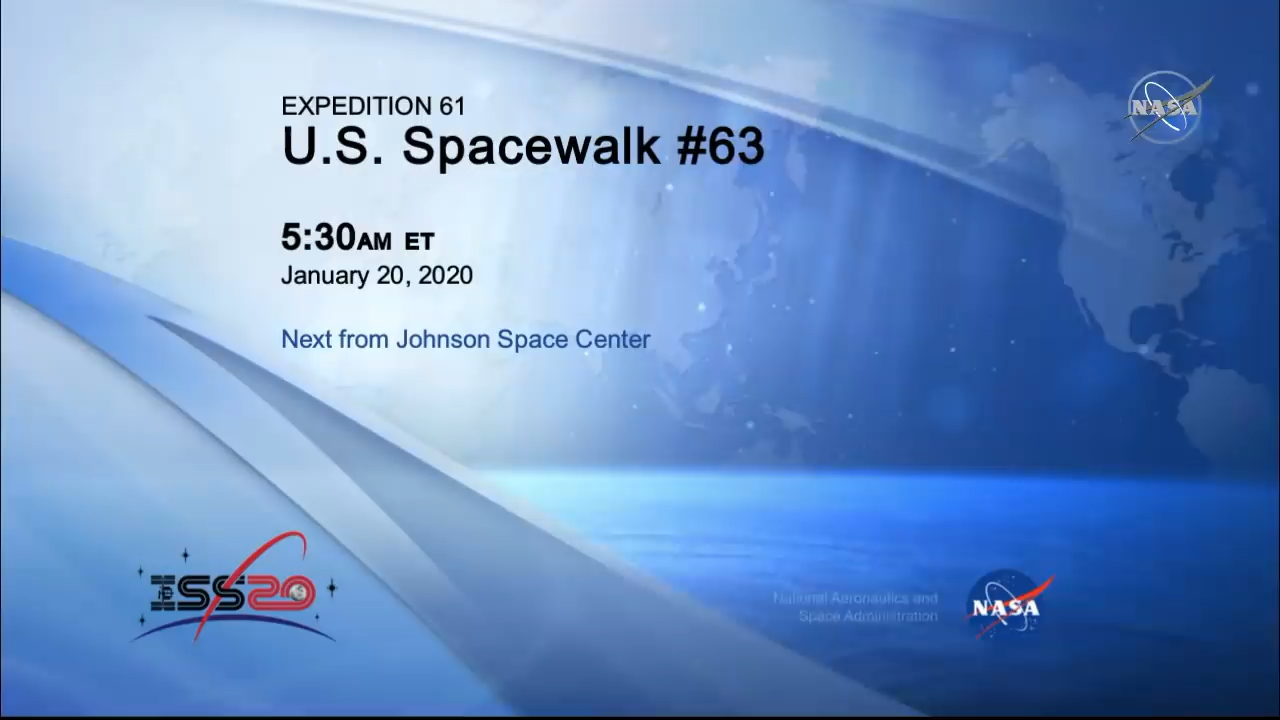 NASA
EXPEDITION 61
U.S. Spacewalk #63
5:30AM ET
January 20, 2020
Next from Johnson Space Center
ISS20
National Aeronautics and
Space Administration
NASA